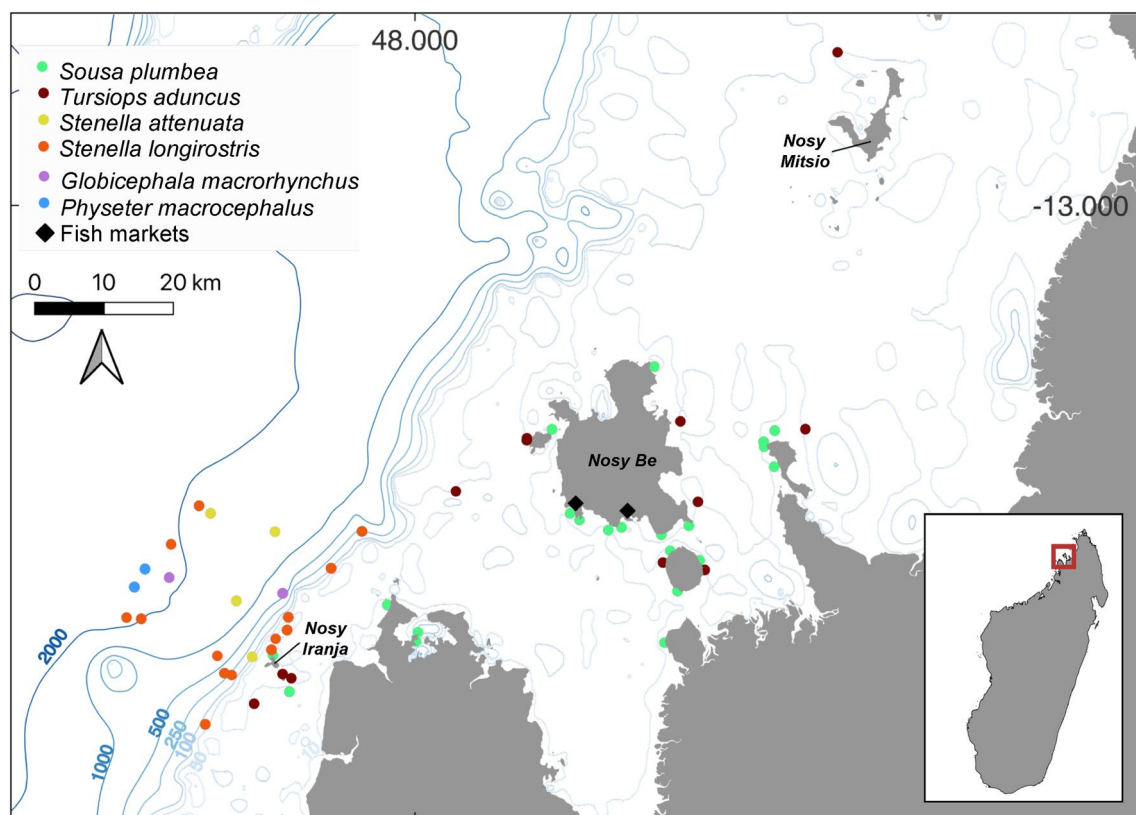 48.000
Sousa plumbea
Tursiops aduncus
Stenella attenuata
Stenella longirostris
Globicephala macrorhynchus
Physeter macrocephalus
Fish markets
0 10 20 km
Nosy
Mitsio
-13.000
Nosy Be
Nosy
Iranja
2000
1000
500
250
100
50
10